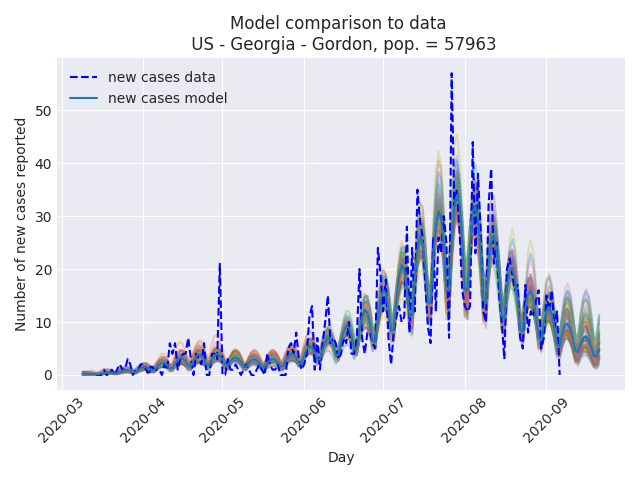 Model comparison to data
US - Georgia - Gordon, pop. = 57963
new cases data
new cases model
Number of new cases reported
50
40
30
20
10
0
2020-03
2020-04
2020-05
2020-06
2020-07
2020-08
2020-09
Day